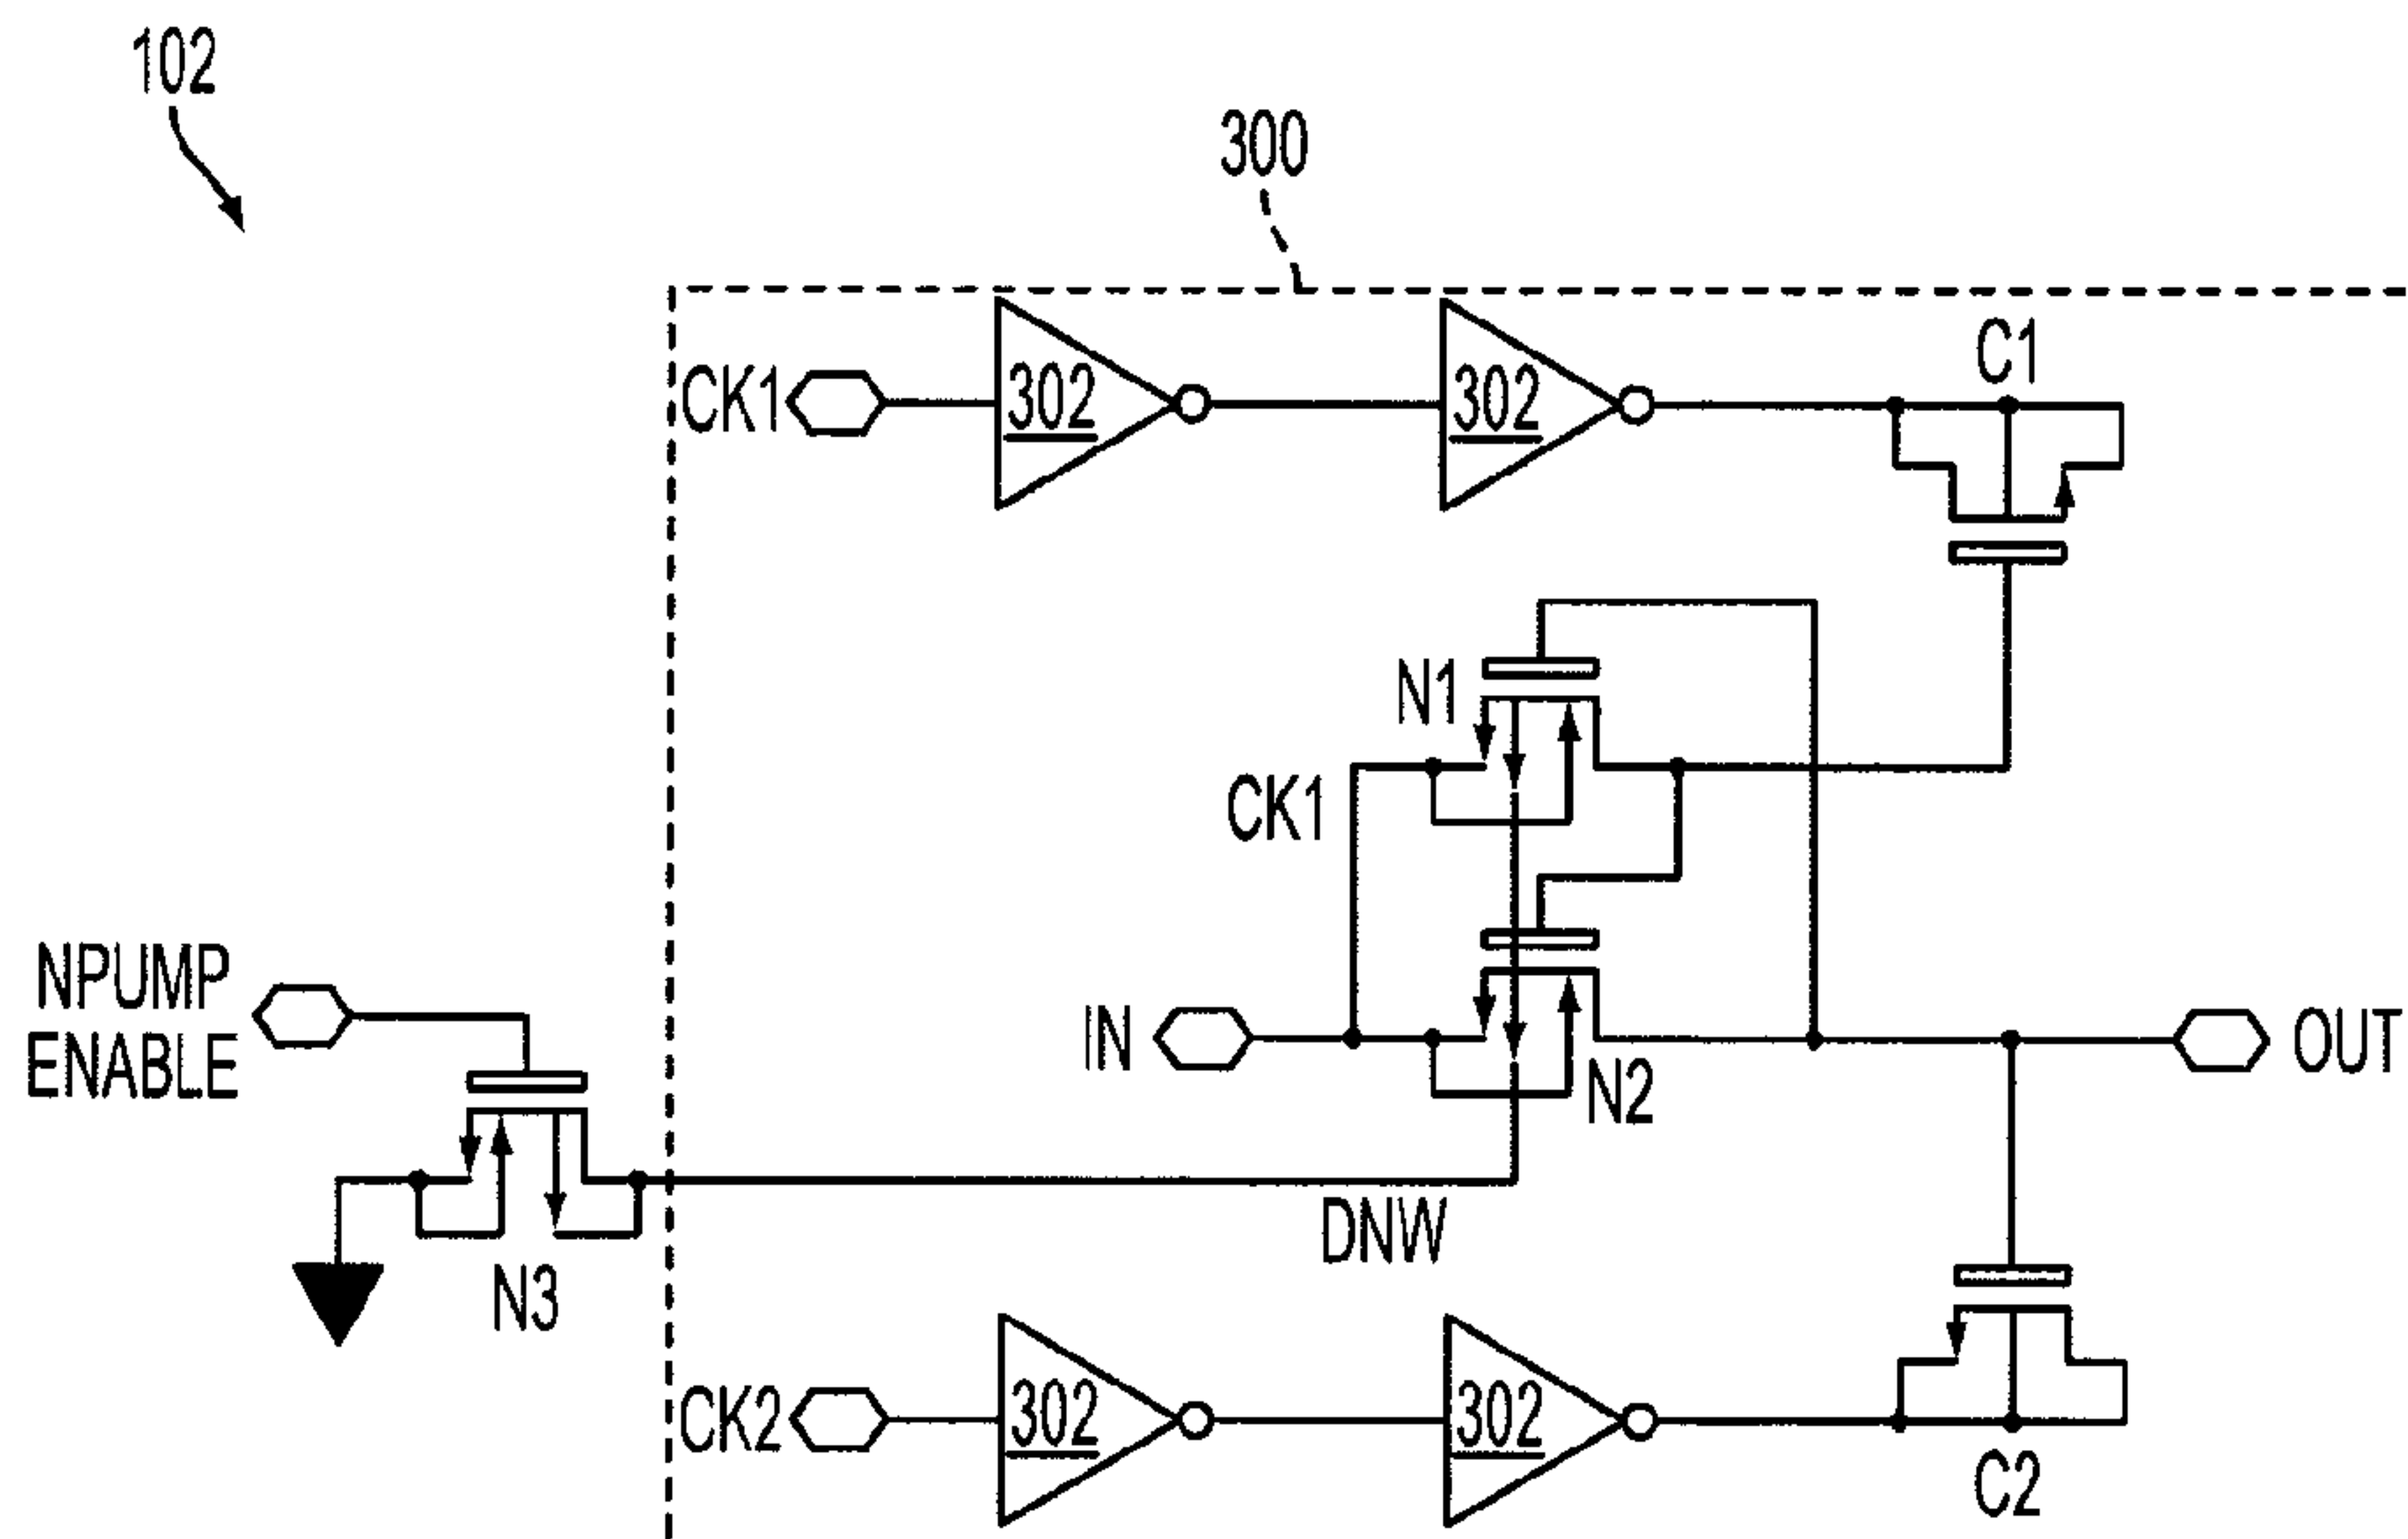 102
300
CK1
302
302
C1
N1
CK1
NPUMP
ENABLE
IN
OUT
N2
DNW
N3
CK2
302
302
C2